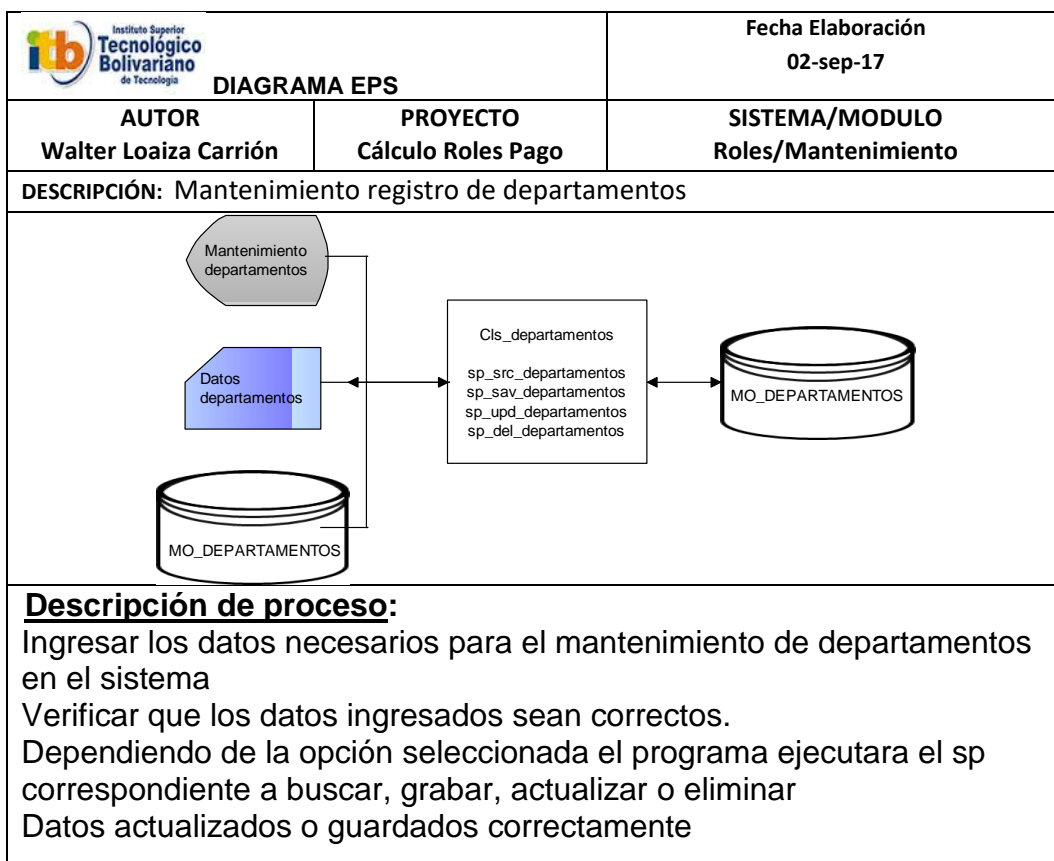 Instituto Superior
Tecnológico
Bolivariano
de Tecnología
itb
DIAGRAMA EPS
Fecha Elaboración
02-sep-17
AUTOR
Walter Loaiza Carrión
PROYECTO
Cálculo Roles Pago
SISTEMA/MODULO
Roles/Mantenimiento
DESCRIPCIÓN: Mantenimiento registro de departamentos
Mantenimiento
departamentos
Datos
departamentos
MO_DEPARTAMENTOS
Cls_departamentos
sp_src_departamentos
sp_sav_departamentos
sp_upd_departamentos
sp_del_departamentos
MO_DEPARTAMENTOS
Descripción de proceso:
Ingresar los datos necesarios para el mantenimiento de departamentos
en el sistema
Verificar que los datos ingresados sean correctos.
Dependiendo de la opción seleccionada el programa ejecutara el sp
correspondiente a buscar, grabar, actualizar o eliminar
Datos actualizados o guardados correctamente